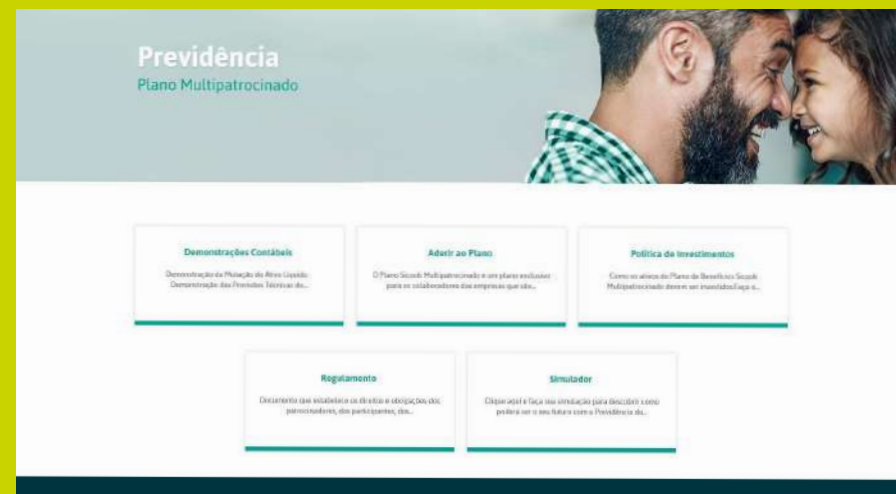 Previdência
Plano Multipatrocinado
Demonstrações Contábeis
Demonstração da Mutação do Ativo Líquido
Demonstração das Provisões Técnicas do...
Aderir ao Plano
O Plano Sicoob Multipatrocinado é um plano exclusivo
para os colaboradores das empresas que são...
Política de Investimentos
Como os ativos do Plano de Benefícios Sicoob
Multipatrocinado devem ser investidos.Faça o...
Regulamento
Documento que estabelece os direitos e obrigações dos
patrocinadores, dos participantes, dos...
Simulador
Clique aqui e faça sua simulação para descobrir como
poderá ser o seu futuro com a Previdência do...